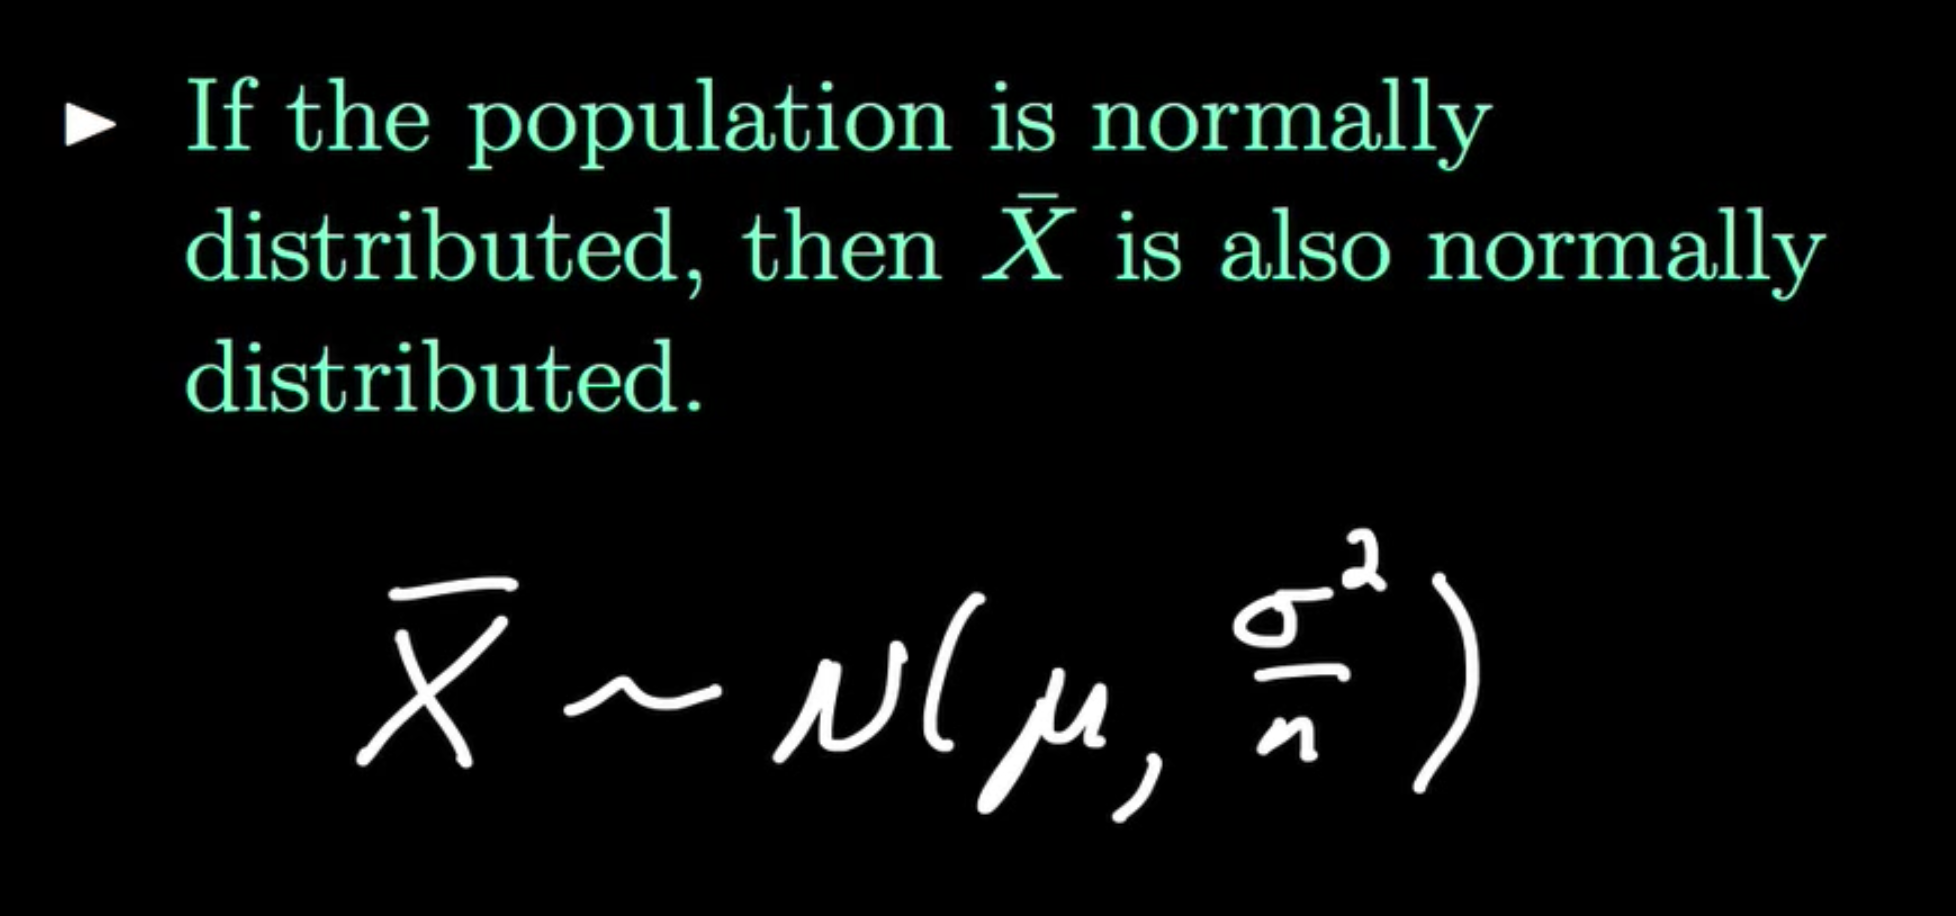 ▶ If the population is normally
distributed, then X̄ is also normally
distributed.
X̄ ~ N(μ, σ²/n)